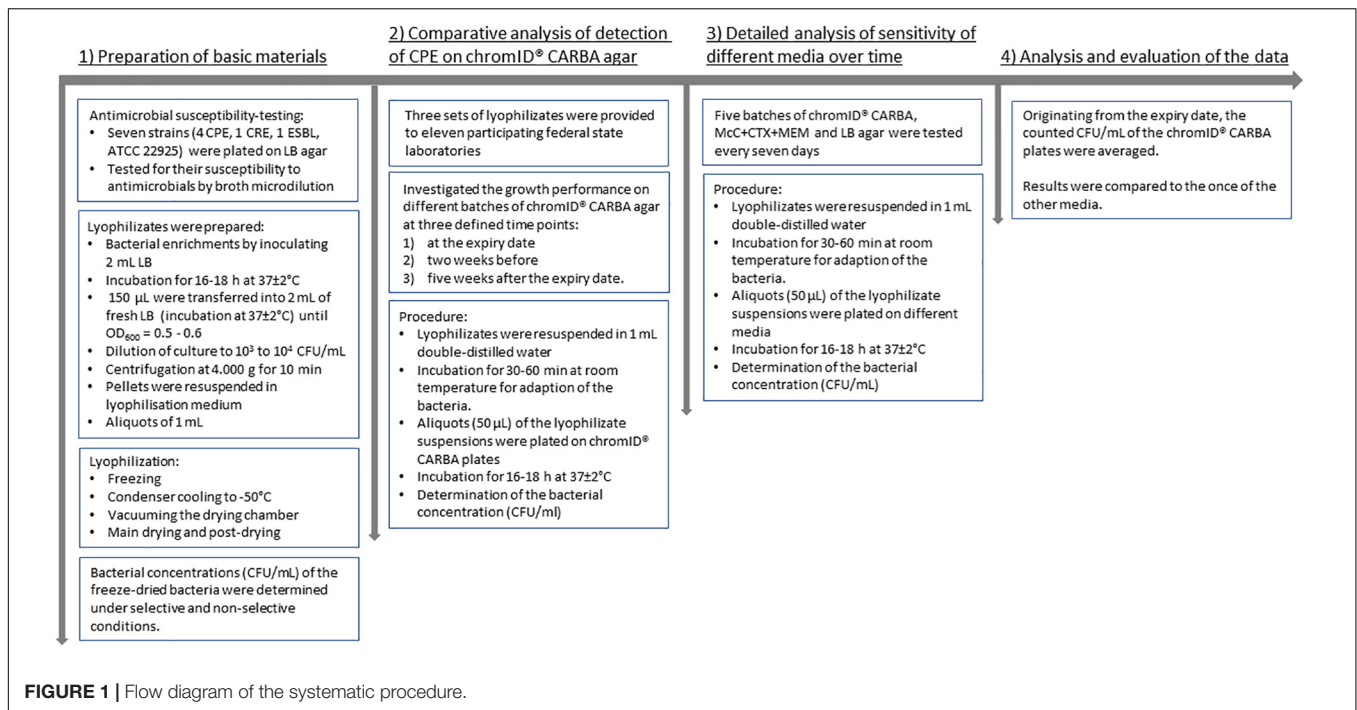 1) Preparation of basic materials
Antimicrobial susceptibility-testing:
• Seven strains (4 CPE, 1 CRE, 1 ESBL,
ATCC 22925) were plated on LB agar
• Tested for their susceptibility to
antimicrobials by broth microdilution
Lyophilizates were prepared:
• Bacterial enrichments by inoculating
2 mL LB
• Incubation for 16-18 h at 37±2°C
• 150 µL were transferred into 2 mL of
fresh LB (incubation at 37±2°C) until
OD₆₀₀ = 0.5 - 0.6
• Dilution of culture to 10³ to 10⁴ CFU/mL
• Centrifugation at 4.000 g for 10 min
• Pellets were resuspended in
lyophilisation medium
• Aliquots of 1 mL
Lyophilization:
• Freezing
• Condenser cooling to -50°C
• Vacuuming the drying chamber
• Main drying and post-drying
Bacterial concentrations (CFU/mL) of the
freeze-dried bacteria were determined
under selective and non-selective
conditions.
2) Comparative analysis of detection
of CPE on chromID® CARBA agar
Three sets of lyophilizates were provided
to eleven participating federal state
laboratories
Investigated the growth performance on
different batches of chromID® CARBA agar
at three defined time points:
1) at the expiry date
2) two weeks before
3) five weeks after the expiry date.
Procedure:
• Lyophilizates were resuspended in 1 mL
double-distilled water
• Incubation for 30-60 min at room
temperature for adaption of the
bacteria.
• Aliquots (50 µL) of the lyophilizate
suspensions were plated on chromID®
CARBA plates
• Incubation for 16-18 h at 37±2°C
• Determination of the bacterial
concentration (CFU/ml)
3) Detailed analysis of sensitivity of
different media over time
Five batches of chromID® CARBA,
McC+CTX+MEM and LB agar were tested
every seven days
Procedure:
• Lyophilizates were resuspended in 1 mL
double-distilled water
• Incubation for 30-60 min at room
temperature for adaption of the
bacteria.
• Aliquots (50 µL) of the lyophilizate
suspensions were plated on different
media
• Incubation for 16-18 h at 37±2°C
• Determination of the bacterial
concentration (CFU/mL)
4) Analysis and evaluation of the data
Originating from the expiry date, the
counted CFU/mL of the chromID® CARBA
plates were averaged.
Results were compared to the once of the
other media.
FIGURE 1 | Flow diagram of the systematic procedure.